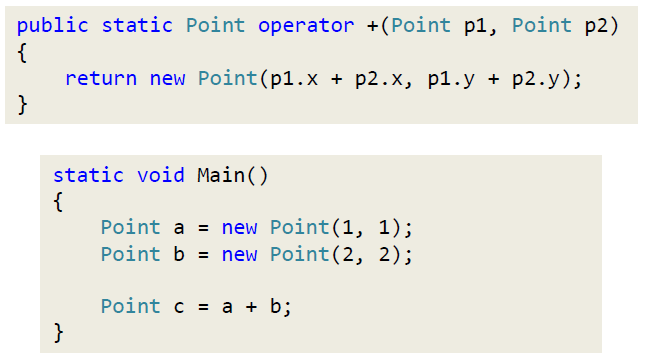 public static Point operator +(Point p1, Point p2)
{
    return new Point(p1.x + p2.x, p1.y + p2.y);
}
static void Main()
{
    Point a = new Point(1, 1);
    Point b = new Point(2, 2);
    Point c = a + b;
}